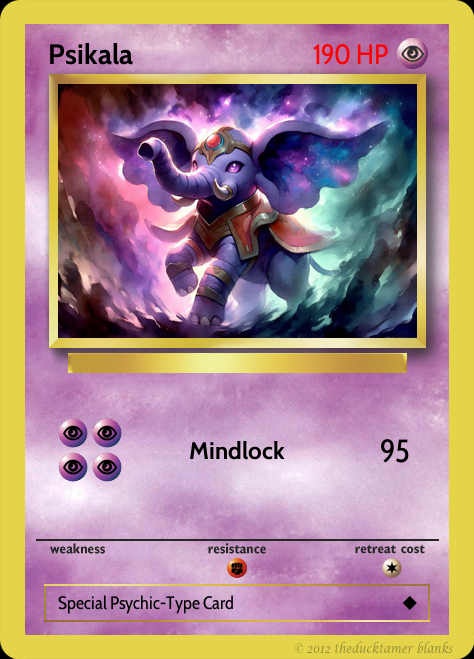 Psikala 190 HP
Mindlock 95
weakness resistance retreat cost
Special Psychic-Type Card
© 2012 theducktamer blanks